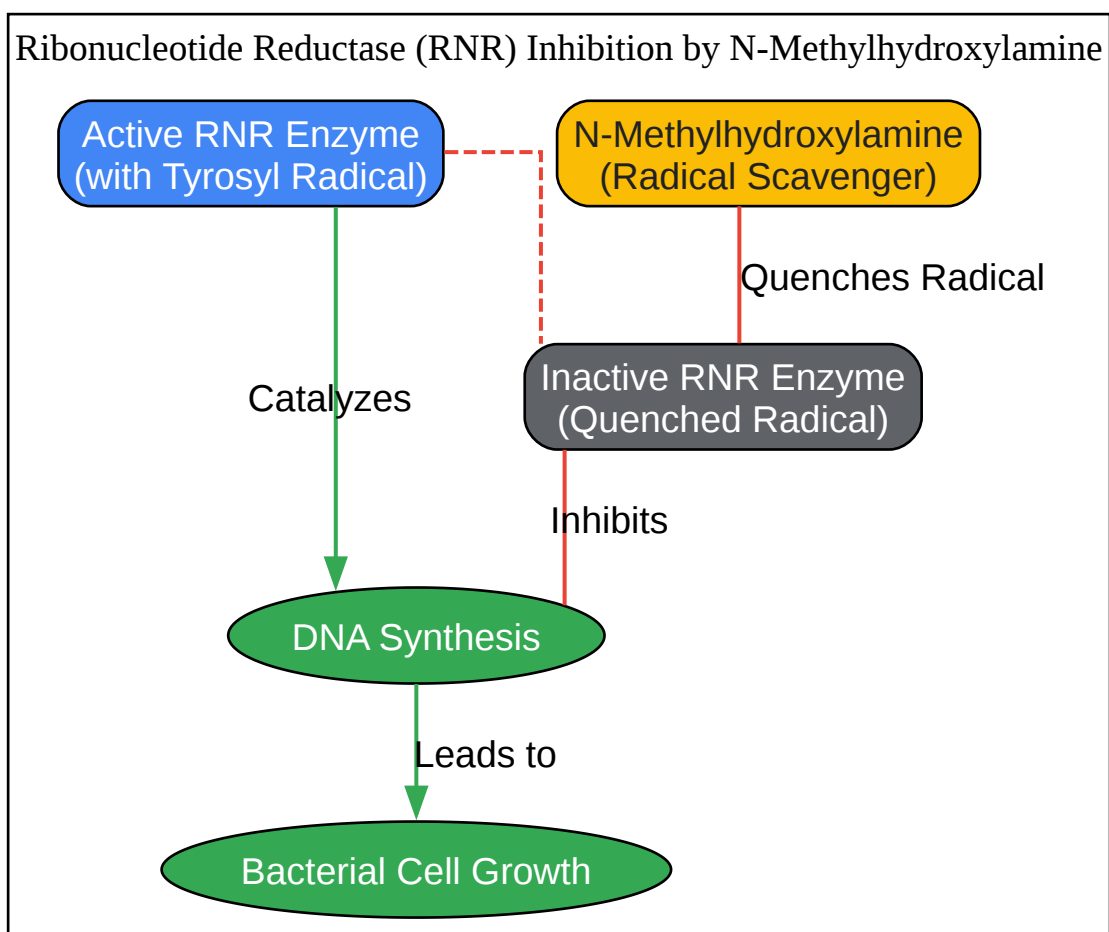 Ribonucleotide Reductase (RNR) Inhibition by N-Methylhydroxylamine
Active RNR Enzyme
(with Tyrosyl Radical)
N-Methylhydroxylamine
(Radical Scavenger)
Quenches Radical
Inactive RNR Enzyme
(Quenched Radical)
Catalyzes
Inhibits
DNA Synthesis
Leads to
Bacterial Cell Growth